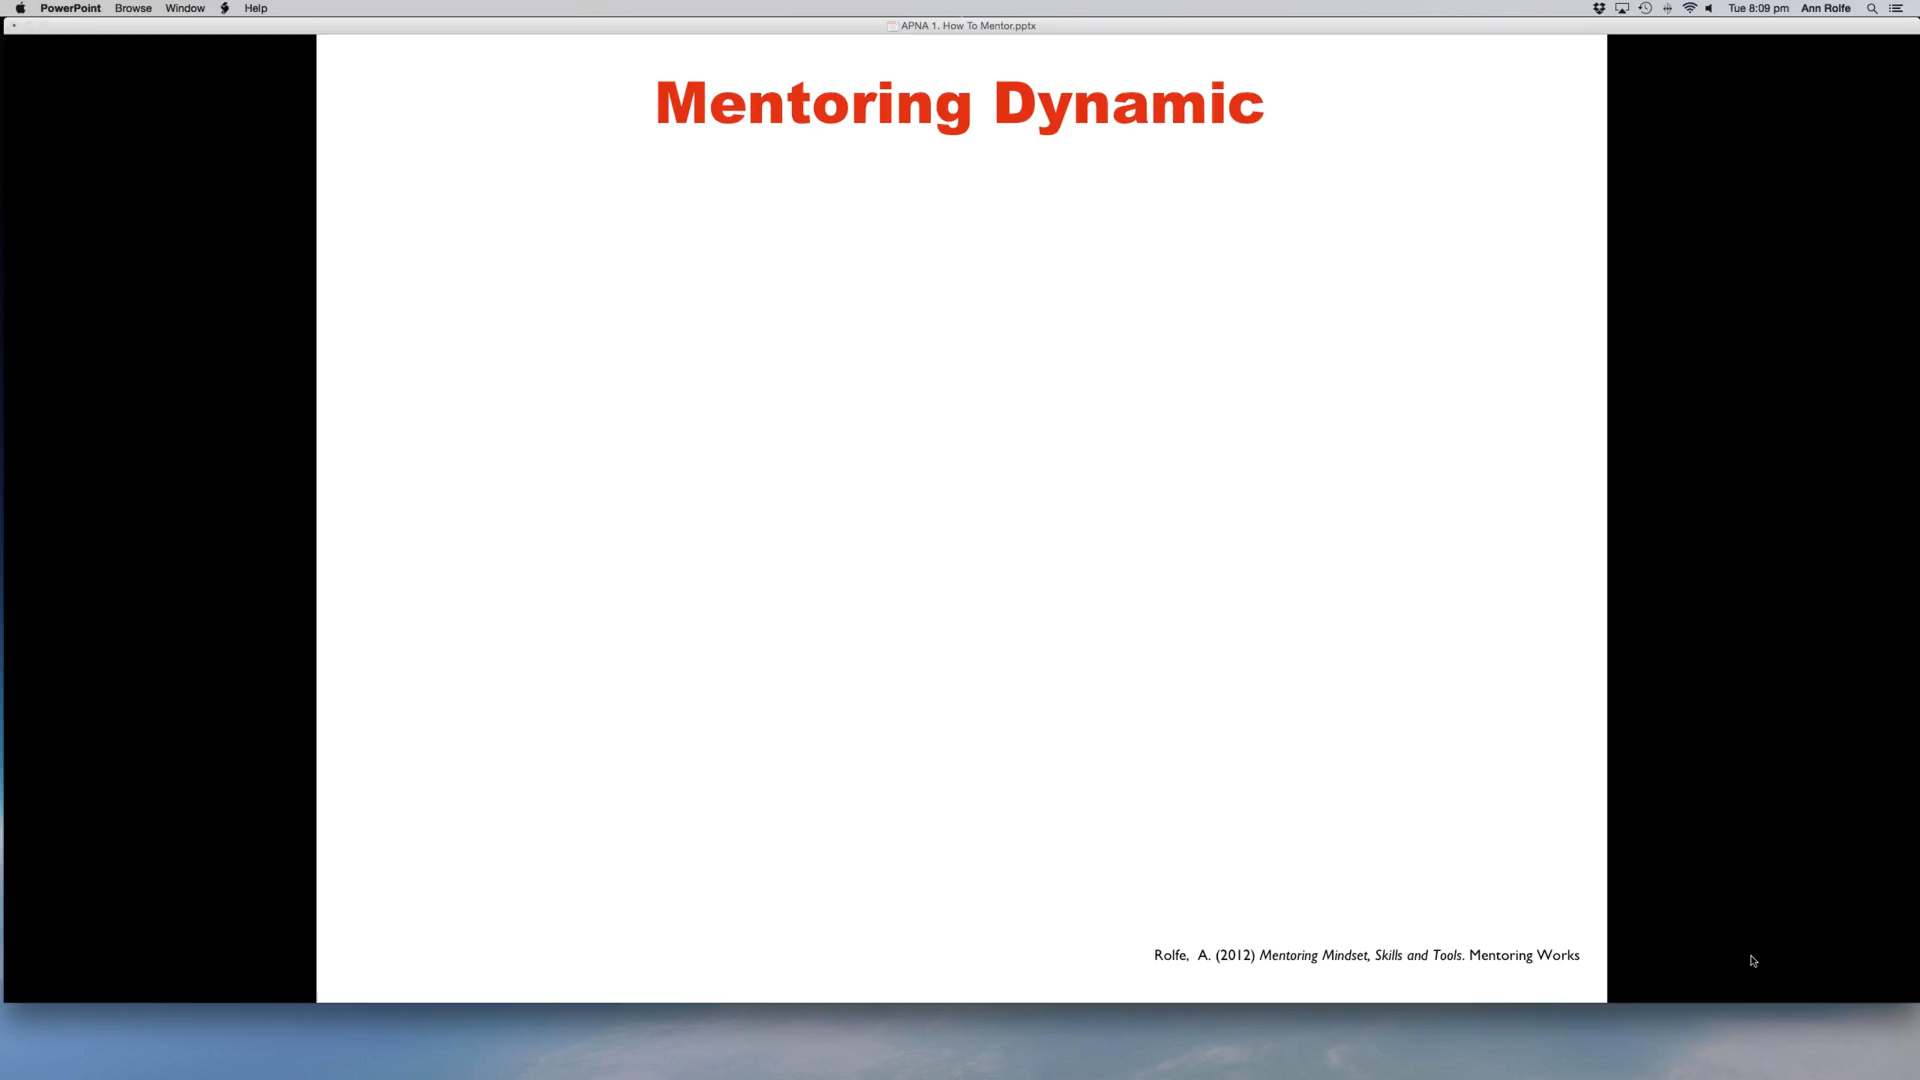 PowerPoint Browse Window Help Tue 8:09 pm Ann Rolfe
APNA 1. How To Mentor.pptx
Mentoring Dynamic
Rolfe, A. (2012) Mentoring Mindset, Skills and Tools. Mentoring Works